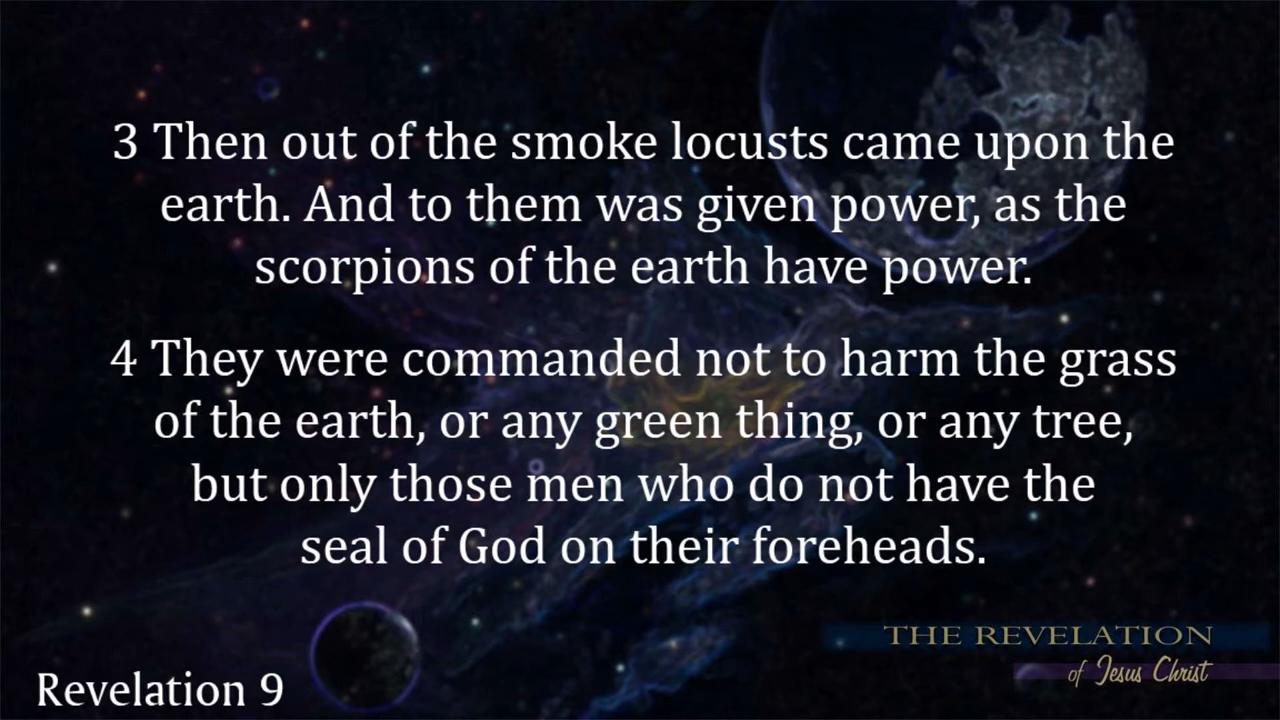 3 Then out of the smoke locusts came upon the
earth. And to them was given power, as the
scorpions of the earth have power.
4 They were commanded not to harm the grass
of the earth, or any green thing, or any tree,
but only those men who do not have the
seal of God on their foreheads.
THE REVELATION
of Jesus Christ
Revelation 9